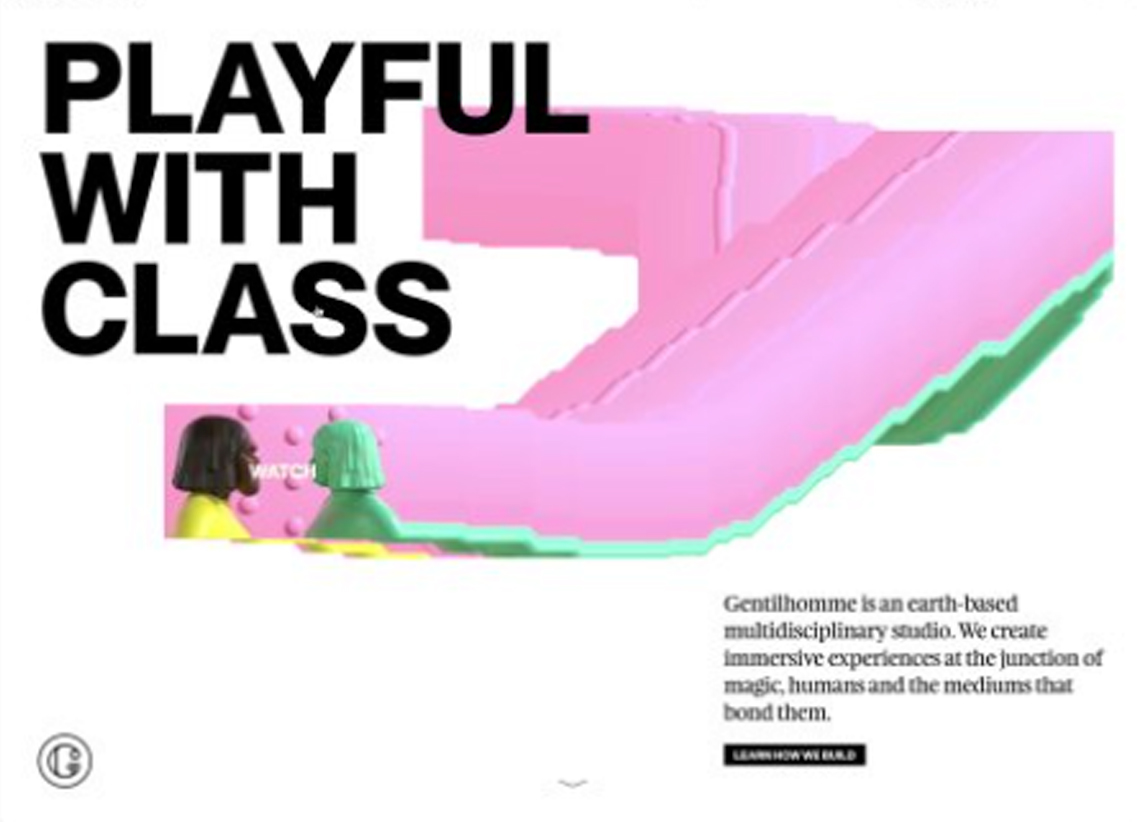 PLAYFUL
WITH
CLASS
WATCH
Gentilhomme is an earth-based
multidisciplinary studio. We create
immersive experiences at the junction of
magic, humans and the mediums that
bond them.
LEARN HOW WE BUILD
G